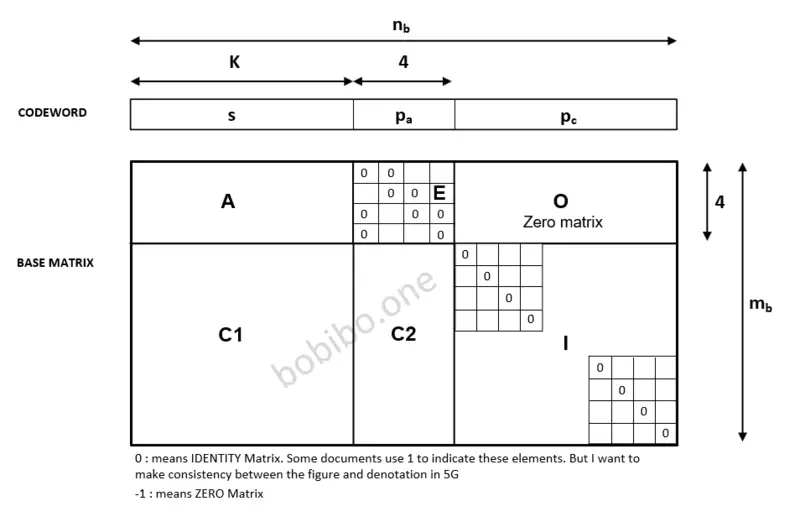 n_b
K 4
CODEWORD s p_a p_c
0 0
A 0 0 E O 4
0 0 0 Zero matrix
0 0
BASE MATRIX 0
0
m_b
0
C1 C2 0
I
0
0
0
0
bobibo.one
0 : means IDENTITY Matrix. Some documents use 1 to indicate these elements. But I want to
make consistency between the figure and denotation in 5G
-1 : means ZERO Matrix